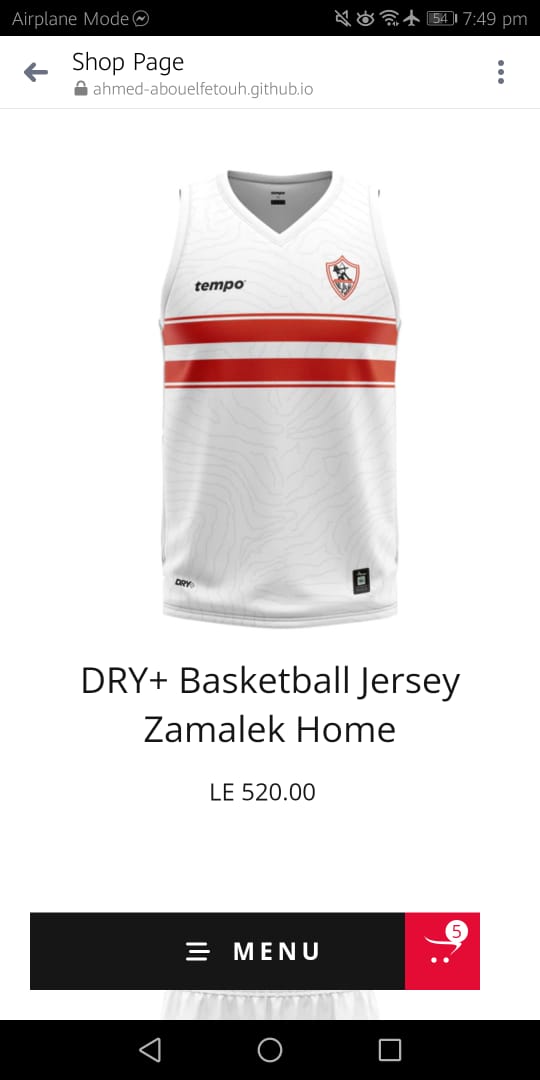 Airplane Mode
54
7:49 pm
Shop Page
ahmed-abouelfetouh.github.io
tempo
tempo
DRY+
DRY+ Basketball Jersey
Zamalek Home
LE 520.00
MENU
5